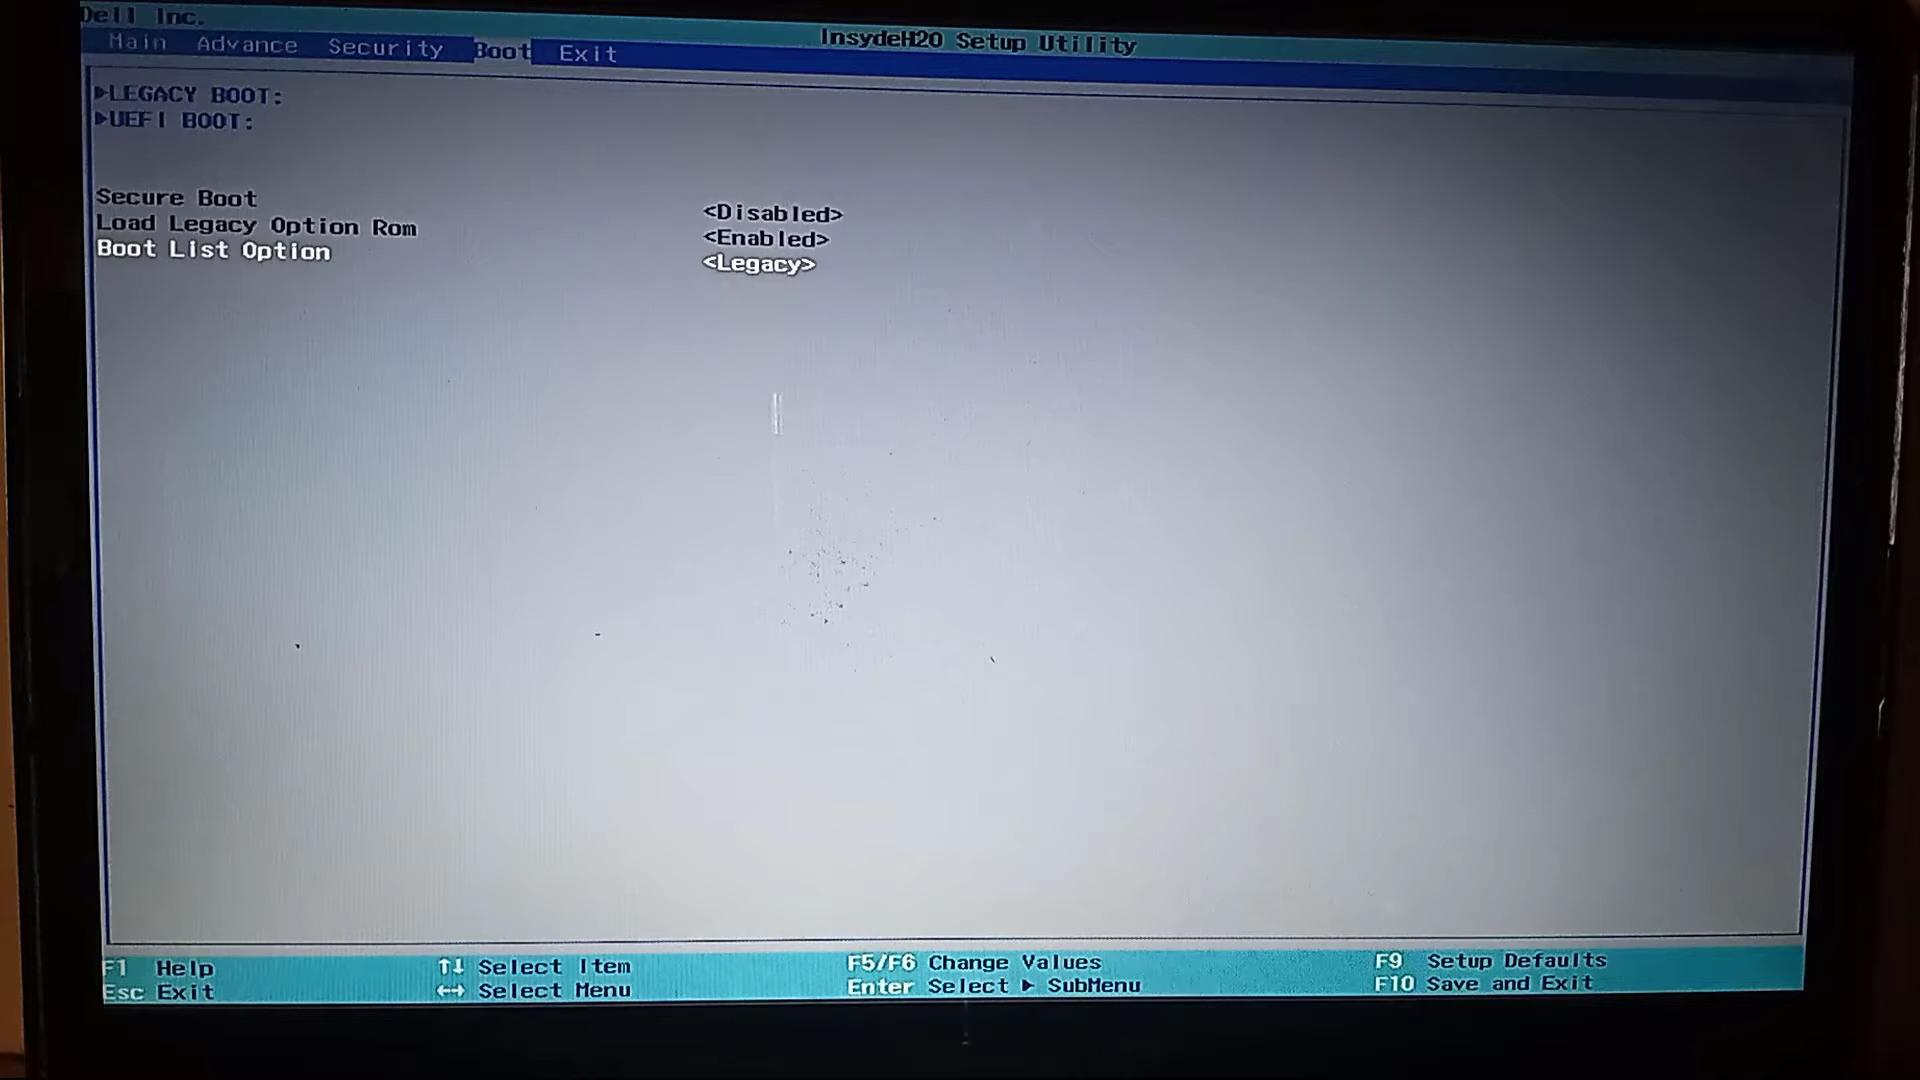 Dell Inc.
InsydeH2O Setup Utility
Main Advance Security Boot Exit
►LEGACY BOOT:
►UEFI BOOT:
Secure Boot <Disabled>
Load Legacy Option Rom <Enabled>
Boot List Option <Legacy>
F1 Help ↑↓ Select Item F5/F6 Change Values F9 Setup Defaults
Esc Exit ↔ Select Menu Enter Select ► SubMenu F10 Save and Exit